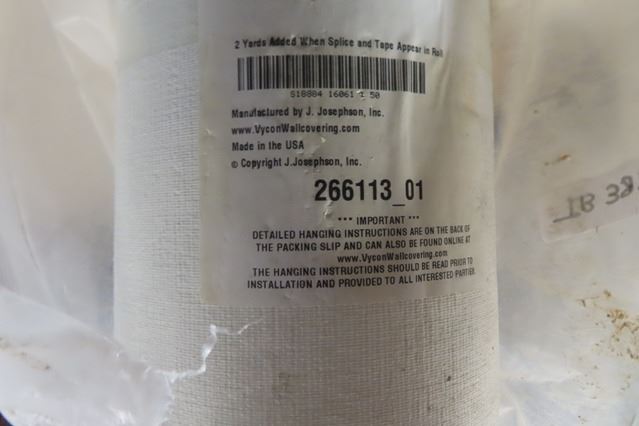 2 Yards Added When Splice and Tape Appear in Roll
S18884 16061 1 50
Manufactured by J. Josephson, Inc.
www.VyconWallcovering.com
Made in the USA
© Copyright J.Josephson, Inc.
266113_01
*** IMPORTANT ***
DETAILED HANGING INSTRUCTIONS ARE ON THE BACK OF
THE PACKING SLIP AND CAN ALSO BE FOUND ONLINE AT
www.VyconWallcovering.com
THE HANGING INSTRUCTIONS SHOULD BE READ PRIOR TO
INSTALLATION AND PROVIDED TO ALL INTERESTED PARTIES.